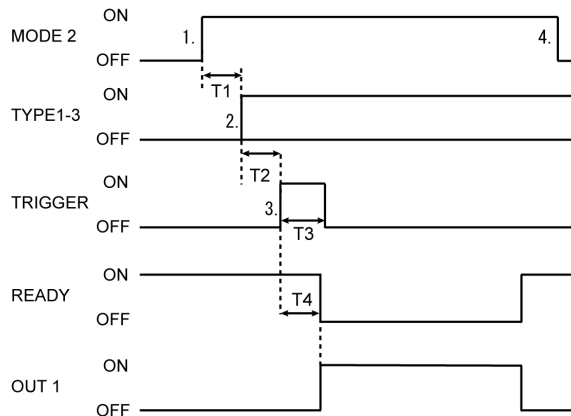 ON
MODE 2
1.
4.
OFF
T1
ON
TYPE1-3
2.
OFF
T2
ON
TRIGGER
3.
OFF
T3
ON
READY
T4
OFF
ON
OUT 1
OFF